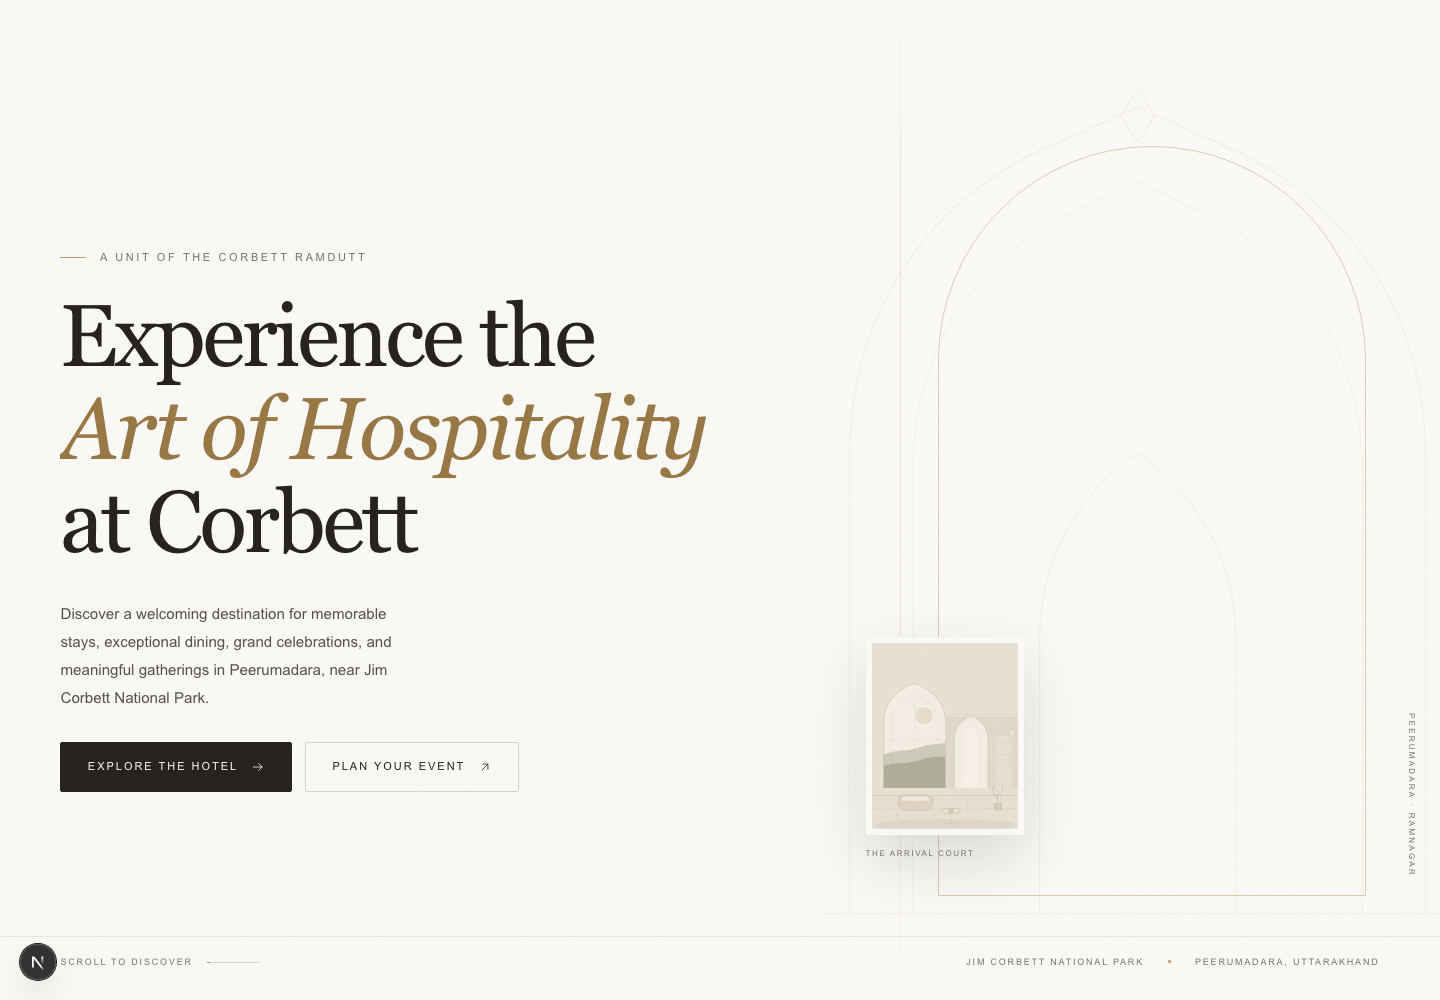 A UNIT OF THE CORBETT RAMDUTT
Experience the
Art of Hospitality
at Corbett
Discover a welcoming destination for memorable
stays, exceptional dining, grand celebrations, and
meaningful gatherings in Peerumadara, near Jim
Corbett National Park.
EXPLORE THE HOTEL
PLAN YOUR EVENT
THE ARRIVAL COURT
PEERUMADARA · RAMNAGAR
N
SCROLL TO DISCOVER
JIM CORBETT NATIONAL PARK • PEERUMADARA, UTTARAKHAND